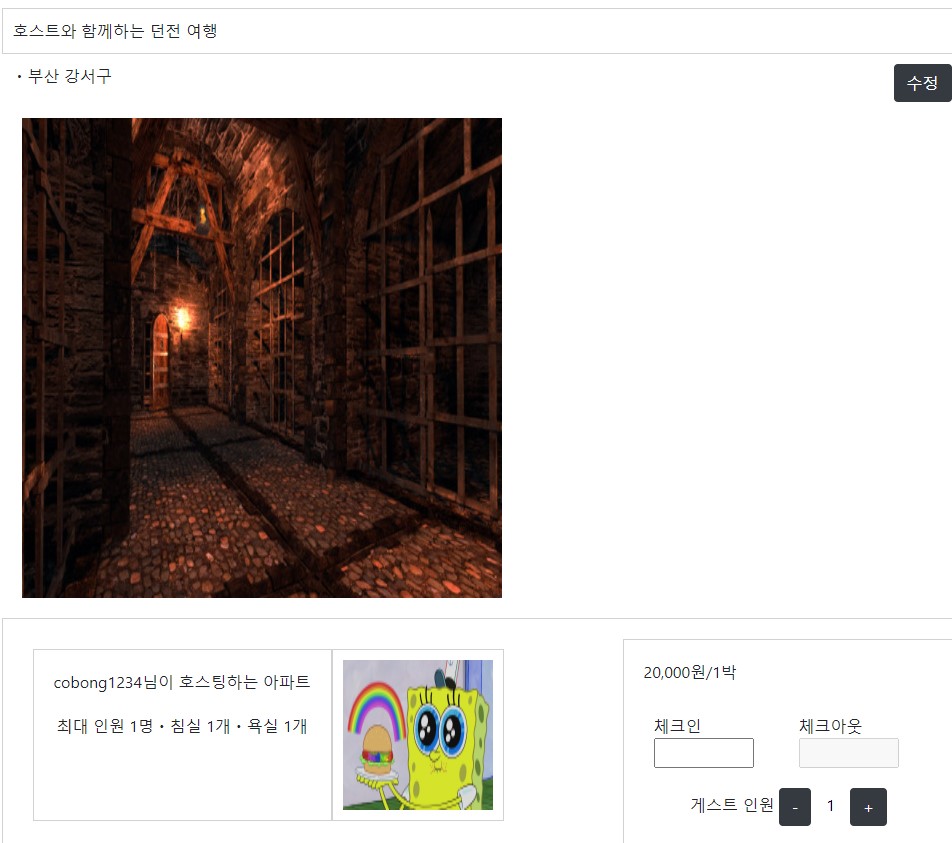 호스트와 함께하는 던전 여행
• 부산 강서구
수정
cobong1234님이 호스팅하는 아파트
최대 인원 1명 • 침실 1개 • 욕실 1개
20,000원/1박
체크인 체크아웃
게스트 인원 - 1 +